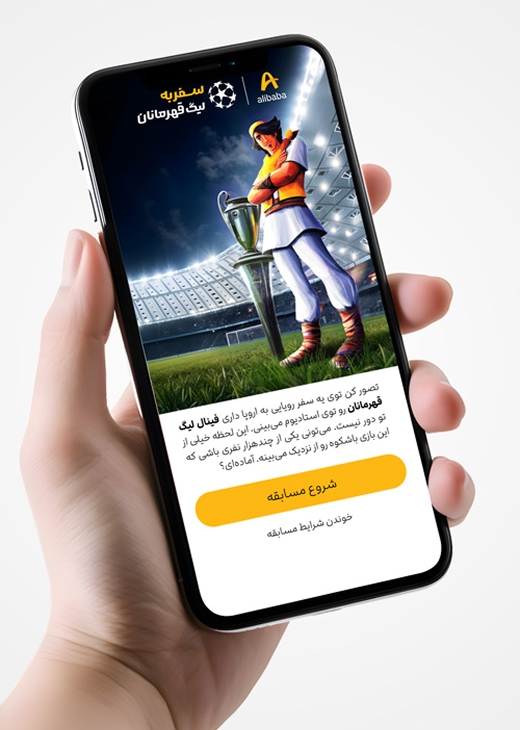 سفر به
لیگ قهرمانان
alibaba
تصور کن توی یه سفر رویایی به اروپا داری فینال لیگ
قهرمانان رو توی استادیوم می‌بینی. این لحظه خیلی از
تو دور نیست. می‌تونی یکی از چندهزار نفری باشی که
این بازی باشکوه رو از نزدیک می‌بینه. آماده‌ای؟
شروع مسابقه
خوندن شرایط مسابقه